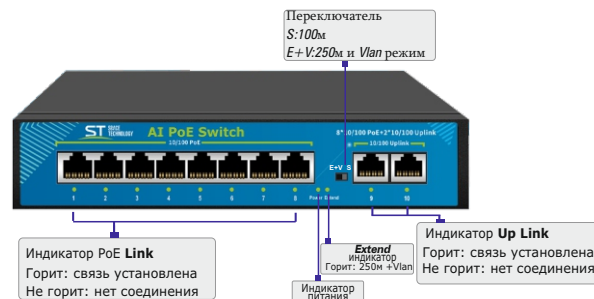 Переключатель
S:100м
E+V:250м и Vlan режим
ST SPACE TECHNOLOGY AI PoE Switch
8*10/100 PoE+2*10/100 Uplink
10/100 PoE
10/100 Uplink
E+V S
1 2 3 4 5 6 7 8 Power Extend 9 10
Индикатор PoE Link
Горит: связь установлена
Не горит: нет соединения
Extend
индикатор
Горит: 250м +Vlan
Индикатор
питания
Индикатор Up Link
Горит: связь установлена
Не горит: нет соединения